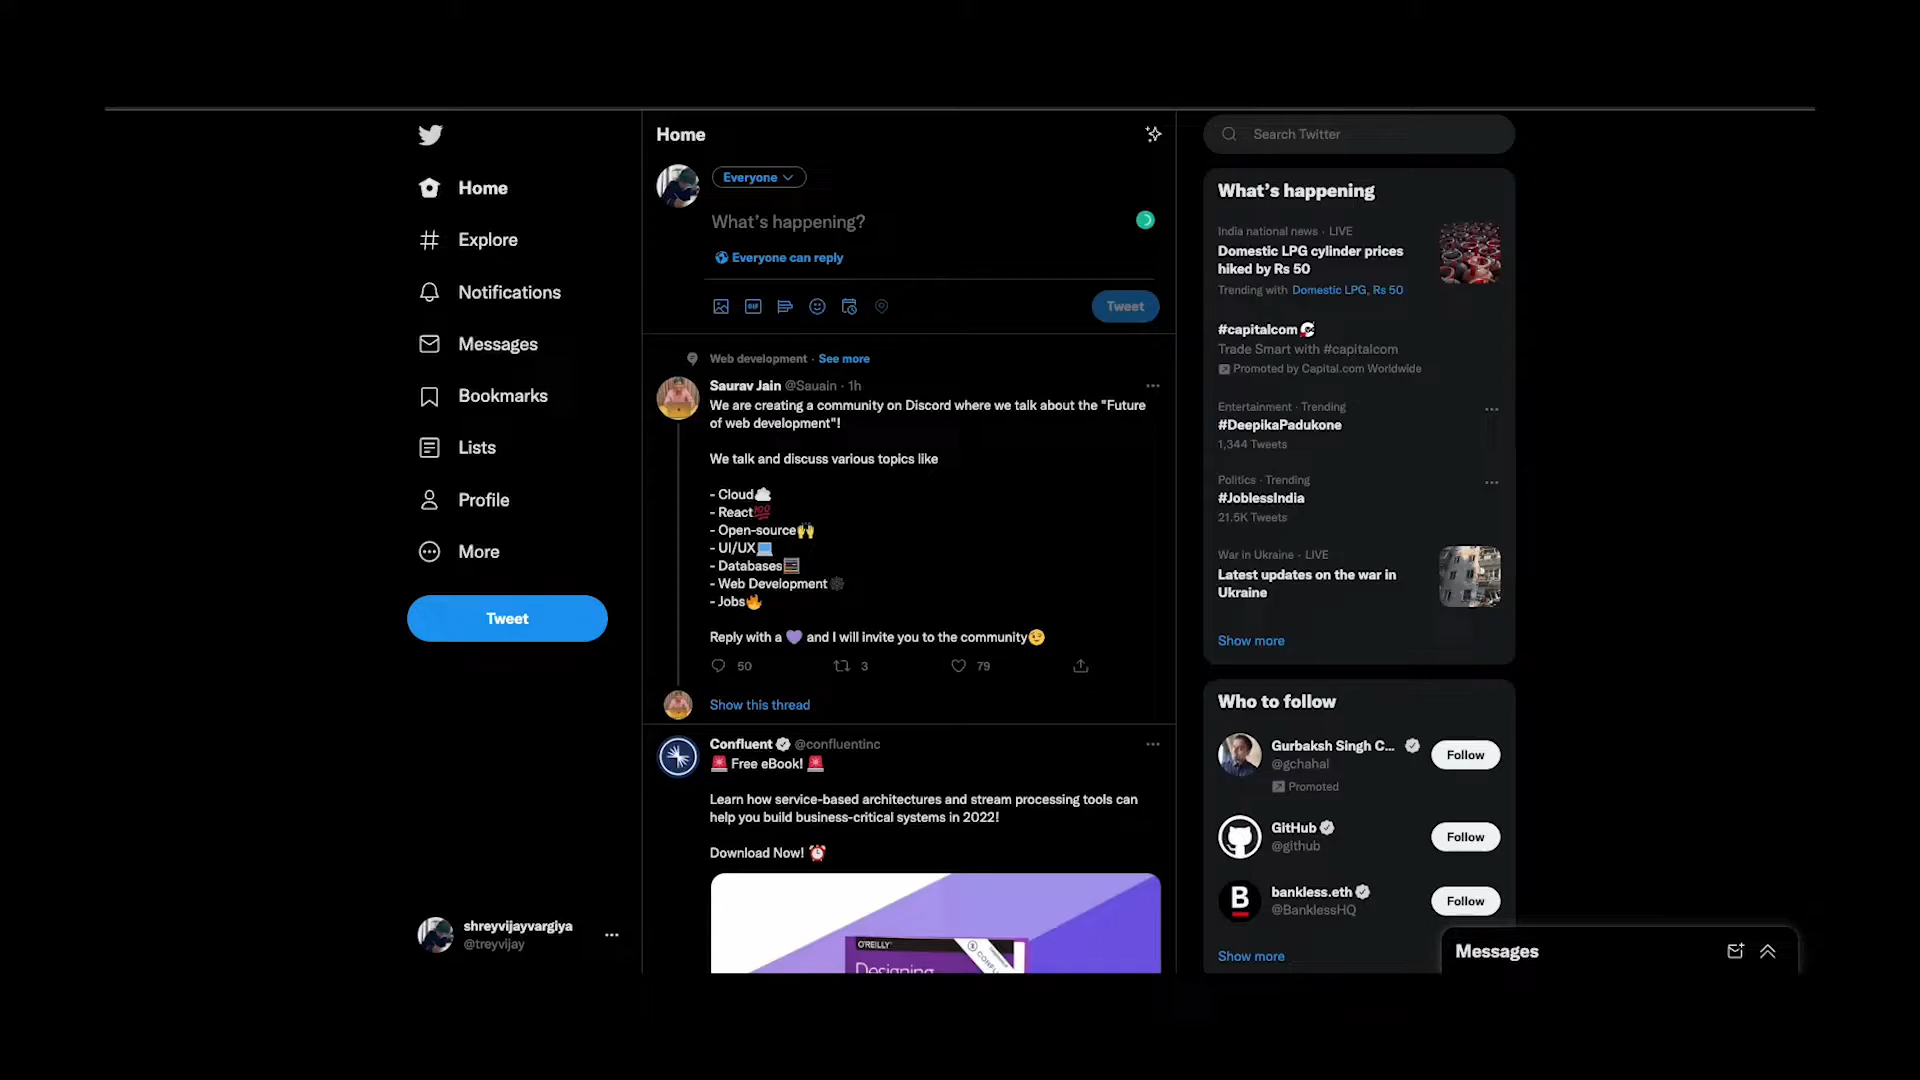 Home
Explore
Notifications
Messages
Bookmarks
Lists
Profile
More
Tweet
shreyvijayvargiya
@treyvijay
Home
Everyone
What's happening?
Everyone can reply
GIF
Tweet
Web development · See more
Saurav Jain @Sauain · 1h
We are creating a community on Discord where we talk about the "Future
of web development"!
We talk and discuss various topics like
- Cloud☁️
- React💯
- Open-source🙌
- UI/UX💻
- Databases🧮
- Web Development🕸️
- Jobs🔥
Reply with a 💜 and I will invite you to the community😉
50 3 79
Show this thread
Confluent @confluentinc
🚨 Free eBook! 🚨
Learn how service-based architectures and stream processing tools can
help you build business-critical systems in 2022!
Download Now! ⏰
O'REILLY
Designing
Search Twitter
What's happening
India national news · LIVE
Domestic LPG cylinder prices
hiked by Rs 50
Trending with Domestic LPG, Rs 50
#capitalcom
Trade Smart with #capitalcom
Promoted by Capital.com Worldwide
Entertainment · Trending
#DeepikaPadukone
1,344 Tweets
Politics · Trending
#JoblessIndia
21.5K Tweets
War in Ukraine · LIVE
Latest updates on the war in
Ukraine
Show more
Who to follow
Gurbaksh Singh C...
@gchahal
Promoted
Follow
GitHub
@github
Follow
B
bankless.eth
@BanklessHQ
Follow
Show more
Messages